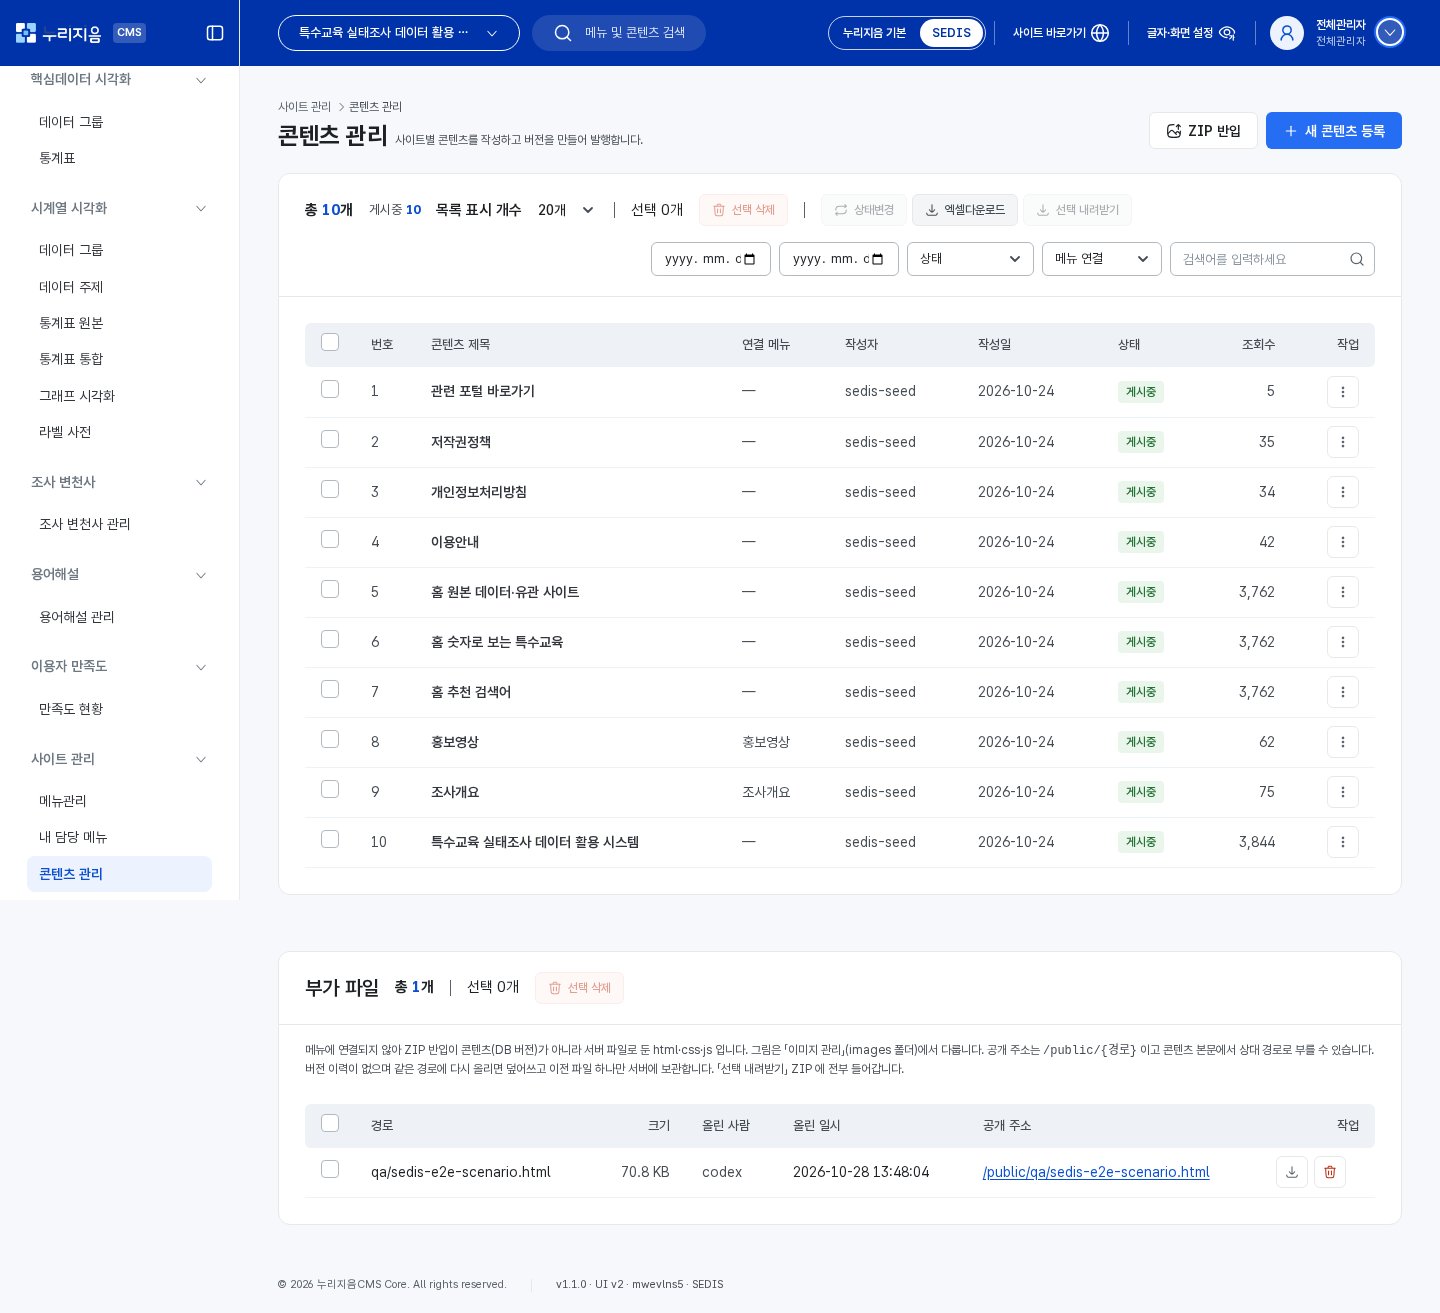 누리지음 CMS
특수교육 실태조사 데이터 활용 ···
메뉴 및 콘텐츠 검색
누리지음 기본 SEDIS
사이트 바로가기
글자·화면 설정
전체관리자
전체관리자
핵심데이터 시각화
데이터 그룹
통계표
시계열 시각화
데이터 그룹
데이터 주제
통계표 원본
통계표 통합
그래프 시각화
라벨 사전
조사 변천사
조사 변천사 관리
용어해설
용어해설 관리
이용자 만족도
만족도 현황
사이트 관리
메뉴관리
내 담당 메뉴
콘텐츠 관리
사이트 관리 > 콘텐츠 관리
콘텐츠 관리 사이트별 콘텐츠를 작성하고 버전을 만들어 발행합니다.
ZIP 반입
새 콘텐츠 등록
총 10개 게시중 10 목록 표시 개수 20개 선택 0개 선택 삭제 상태변경 엑셀다운로드 선택 내려받기
yyyy. mm. d yyyy. mm. d 상태 메뉴 연결 검색어를 입력하세요
번호 콘텐츠 제목 연결 메뉴 작성자 작성일 상태 조회수 작업
1 관련 포털 바로가기 — sedis-seed 2026-10-24 게시중 5
2 저작권정책 — sedis-seed 2026-10-24 게시중 35
3 개인정보처리방침 — sedis-seed 2026-10-24 게시중 34
4 이용안내 — sedis-seed 2026-10-24 게시중 42
5 홈 원본 데이터·유관 사이트 — sedis-seed 2026-10-24 게시중 3,762
6 홈 숫자로 보는 특수교육 — sedis-seed 2026-10-24 게시중 3,762
7 홈 추천 검색어 — sedis-seed 2026-10-24 게시중 3,762
8 홍보영상 홍보영상 sedis-seed 2026-10-24 게시중 62
9 조사개요 조사개요 sedis-seed 2026-10-24 게시중 75
10 특수교육 실태조사 데이터 활용 시스템 — sedis-seed 2026-10-24 게시중 3,844
부가 파일 총 1개 선택 0개 선택 삭제
메뉴에 연결되지 않아 ZIP 반입이 콘텐츠(DB 버전)가 아니라 서버 파일로 둔 html·css·js 입니다. 그림은 「이미지 관리」(images 폴더)에서 다룹니다. 공개 주소는 /public/{경로} 이고 콘텐츠 본문에서 상대 경로로 부를 수 있습니다.
버전 이력이 없으며 같은 경로에 다시 올리면 덮어쓰고 이전 파일 하나만 서버에 보관합니다. 「선택 내려받기」 ZIP 에 전부 들어갑니다.
경로 크기 올린 사람 올린 일시 공개 주소 작업
qa/sedis-e2e-scenario.html 70.8 KB codex 2026-10-28 13:48:04 /public/qa/sedis-e2e-scenario.html
© 2026 누리지음CMS Core. All rights reserved. v1.1.0 · UI v2 · mwevlns5 · SEDIS